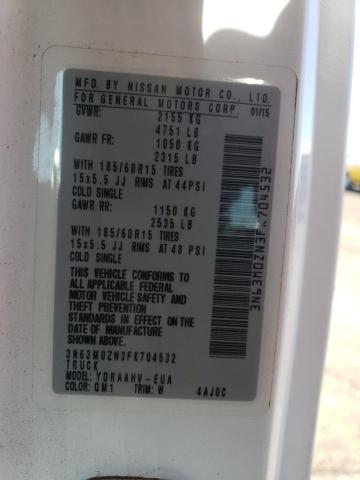 MFD. BY NISSAN MOTOR CO., LTD.
FOR GENERAL MOTORS CORP. 01/15
GVWR: 2155 KG
4751 LB
GAWR FR: 1050 KG
2315 LB
WITH 185/60R15 TIRES
15x5.5 JJ RIMS AT 44PSI
COLD SINGLE
GAWR RR: 1150 KG
2535 LB
WITH 185/60R15 TIRES
15x5.5 JJ RIMS AT 48 PSI
COLD SINGLE
THIS VEHICLE CONFORMS TO
ALL APPLICABLE FEDERAL
MOTOR VEHICLE SAFETY AND
THEFT PREVENTION
STANDARDS IN EFFECT ON
THE DATE OF MANUFACTURE
SHOWN ABOVE
3N63M0ZN3FK704532
TRUCK
MODEL: YDRAAHV-EUA
COLOR: QM1 TRIM: W 4AJ0C
3N63M0ZN3FK704532